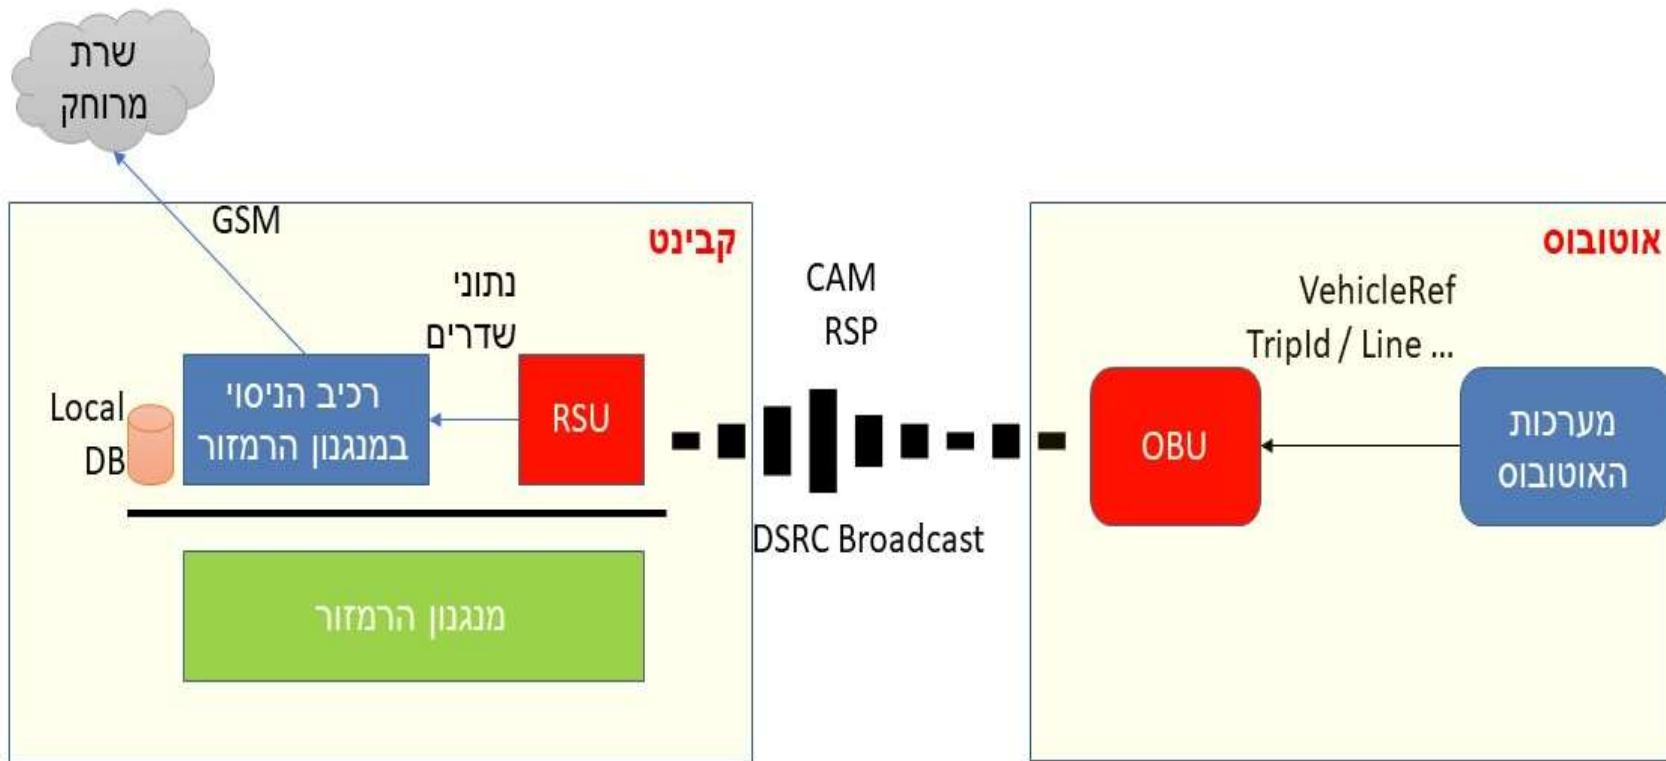 שרת
מרוחק
GSM
קבינט
נתוני
שדרים
Local
DB
רכיב הניסוי
במנגנון הרמזור
RSU
מנגנון הרמזור
CAM
RSP
DSRC Broadcast
אוטובוס
VehicleRef
TripId / Line ...
OBU
מערכות
האוטובוס